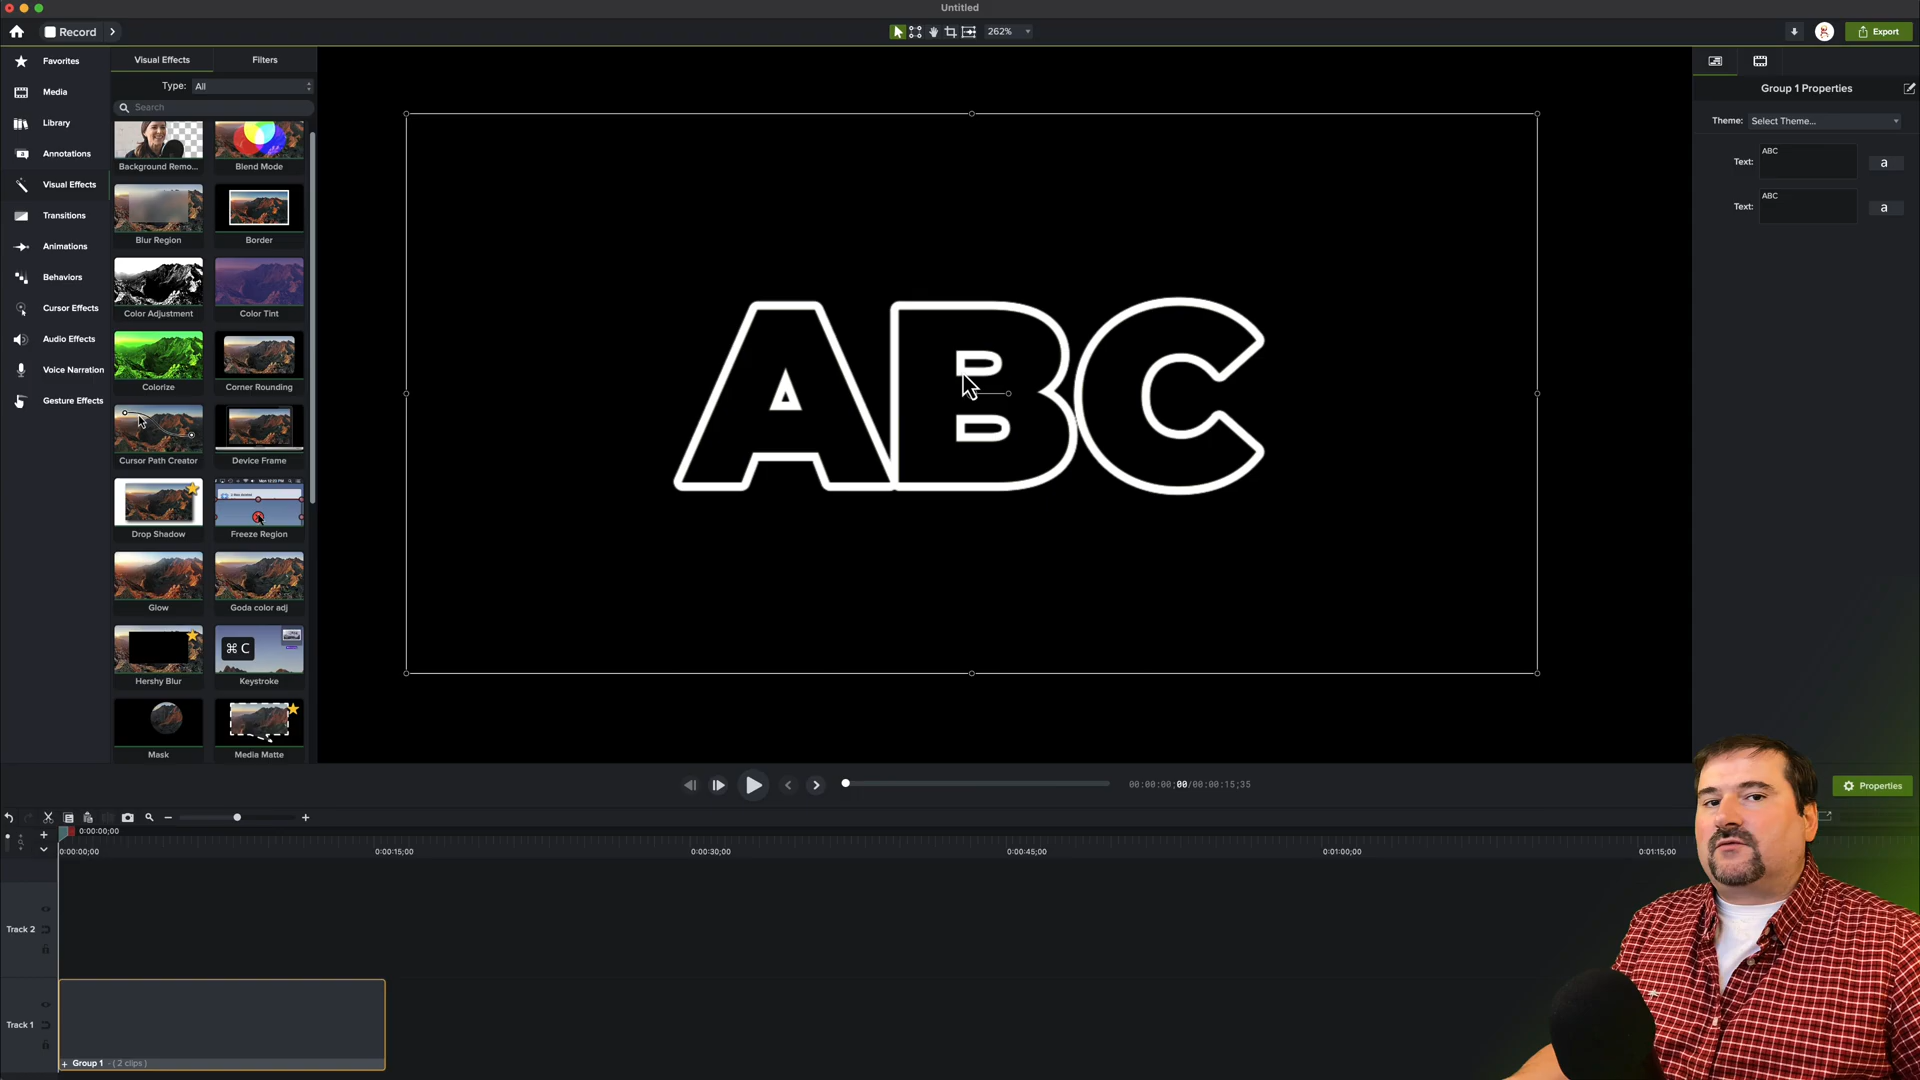 Untitled
Record
262%
Export
Favorites
Media
Library
Annotations
Visual Effects
Transitions
Animations
Behaviors
Cursor Effects
Audio Effects
Voice Narration
Gesture Effects
Visual Effects
Filters
Type: All
Search
Background Remo...
Blend Mode
Blur Region
Border
Color Adjustment
Color Tint
Colorize
Corner Rounding
Cursor Path Creator
Device Frame
Drop Shadow
Freeze Region
Glow
Goda color adj
⌘ C
Hershy Blur
Keystroke
Mask
Media Matte
ABC
Group 1 Properties
Theme: Select Theme...
Text: ABC a
Text: ABC a
00:00:00;00/00:00:15;35
Properties
0:00:00;00
0:00:00;00
0:00:15;00
0:00:30;00
0:00:45;00
0:01:00;00
0:01:15;00
Track 2
Track 1
+ Group 1 - ( 2 clips )